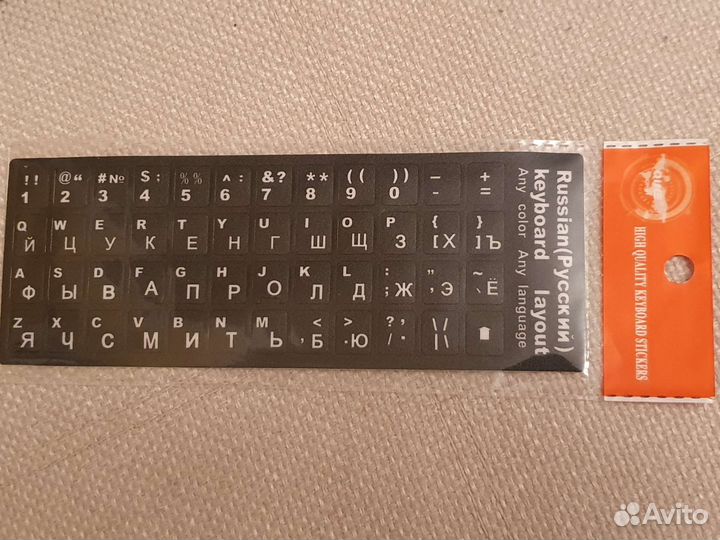 !! @“ #№ S: %% ^: &? ** (( )) _ +
1 2 3 4 5 6 7 8 9 0 - =
Q W E R T Y U I O P { }
Й Ц У К Е Н Г Ш Щ З [Х ]Ъ
A S D F G H J K L : " ~
Ф Ы В А П Р О Л Д ;Ж 'Э `Ё
Z X C V B N M < > ?, | |
Я Ч С М И Т Ь ,Б .Ю /. \ /
Russian(Русский)
keyboard layout
Any color Any language
HIGH QUALITY KEYBOARD STICKERS
Avito